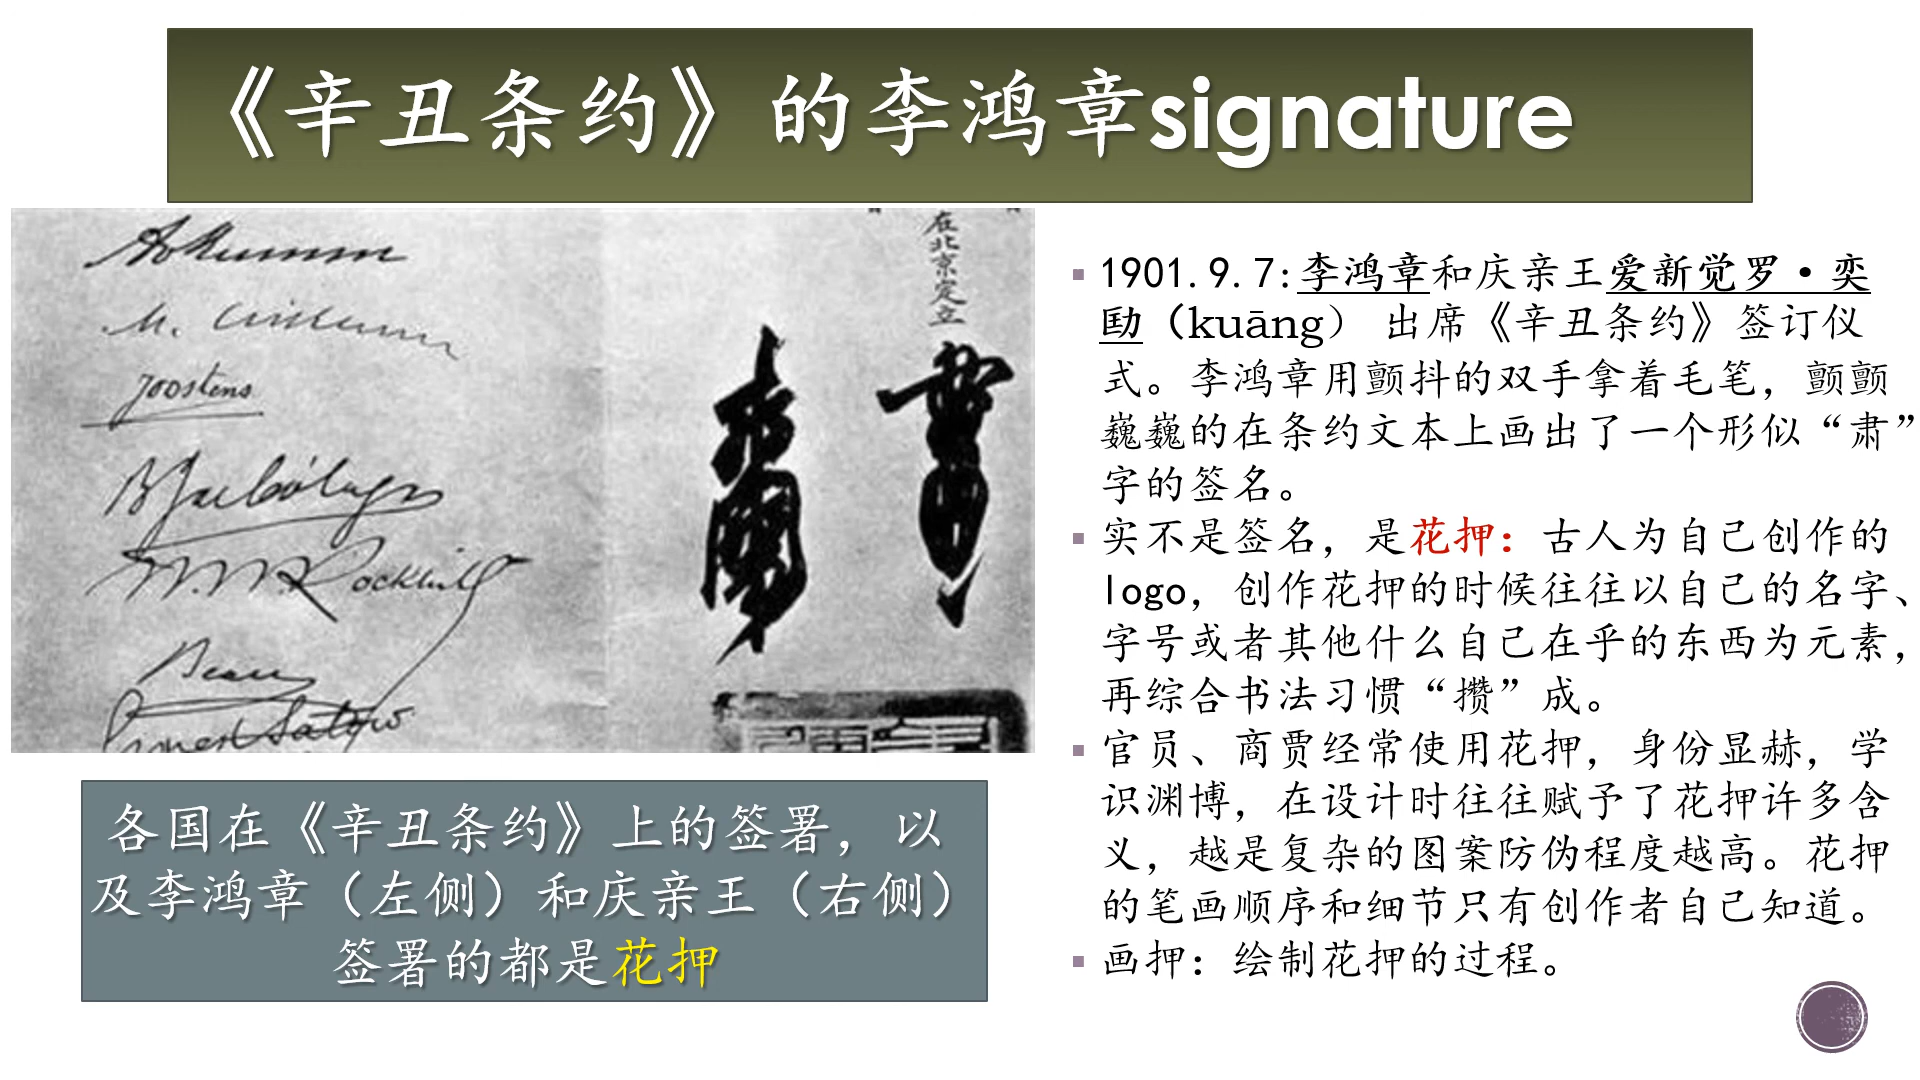 《辛丑条约》的李鸿章signature
在北京定立
Joostens
W. W. Rockhill
Ernest Satow
各国在《辛丑条约》上的签署，以
及李鸿章（左侧）和庆亲王（右侧）
签署的都是花押
1901.9.7:李鸿章和庆亲王爱新觉罗·奕
劻（kuāng） 出席《辛丑条约》签订仪
式。李鸿章用颤抖的双手拿着毛笔，颤颤
巍巍的在条约文本上画出了一个形似“肃”
字的签名。
实不是签名，是花押：古人为自己创作的
logo，创作花押的时候往往以自己的名字、
字号或者其他什么自己在乎的东西为元素，
再综合书法习惯“攒”成。
官员、商贾经常使用花押，身份显赫，学
识渊博，在设计时往往赋予了花押许多含
义，越是复杂的图案防伪程度越高。花押
的笔画顺序和细节只有创作者自己知道。
画押：绘制花押的过程。